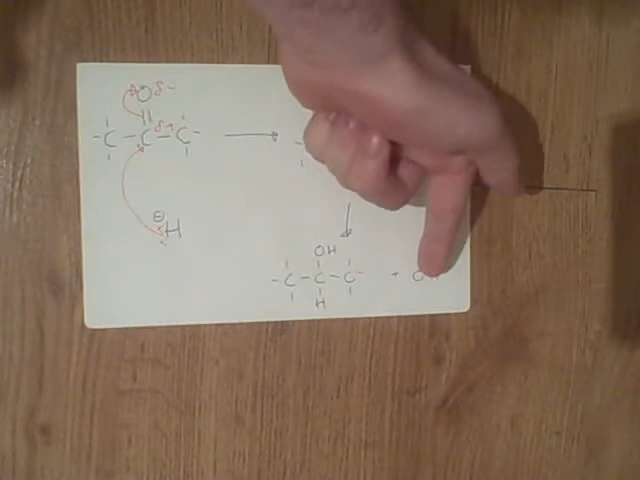 O δ-
-C-C δ+-C-
⊖
H
OH
-C-C-C- +
H